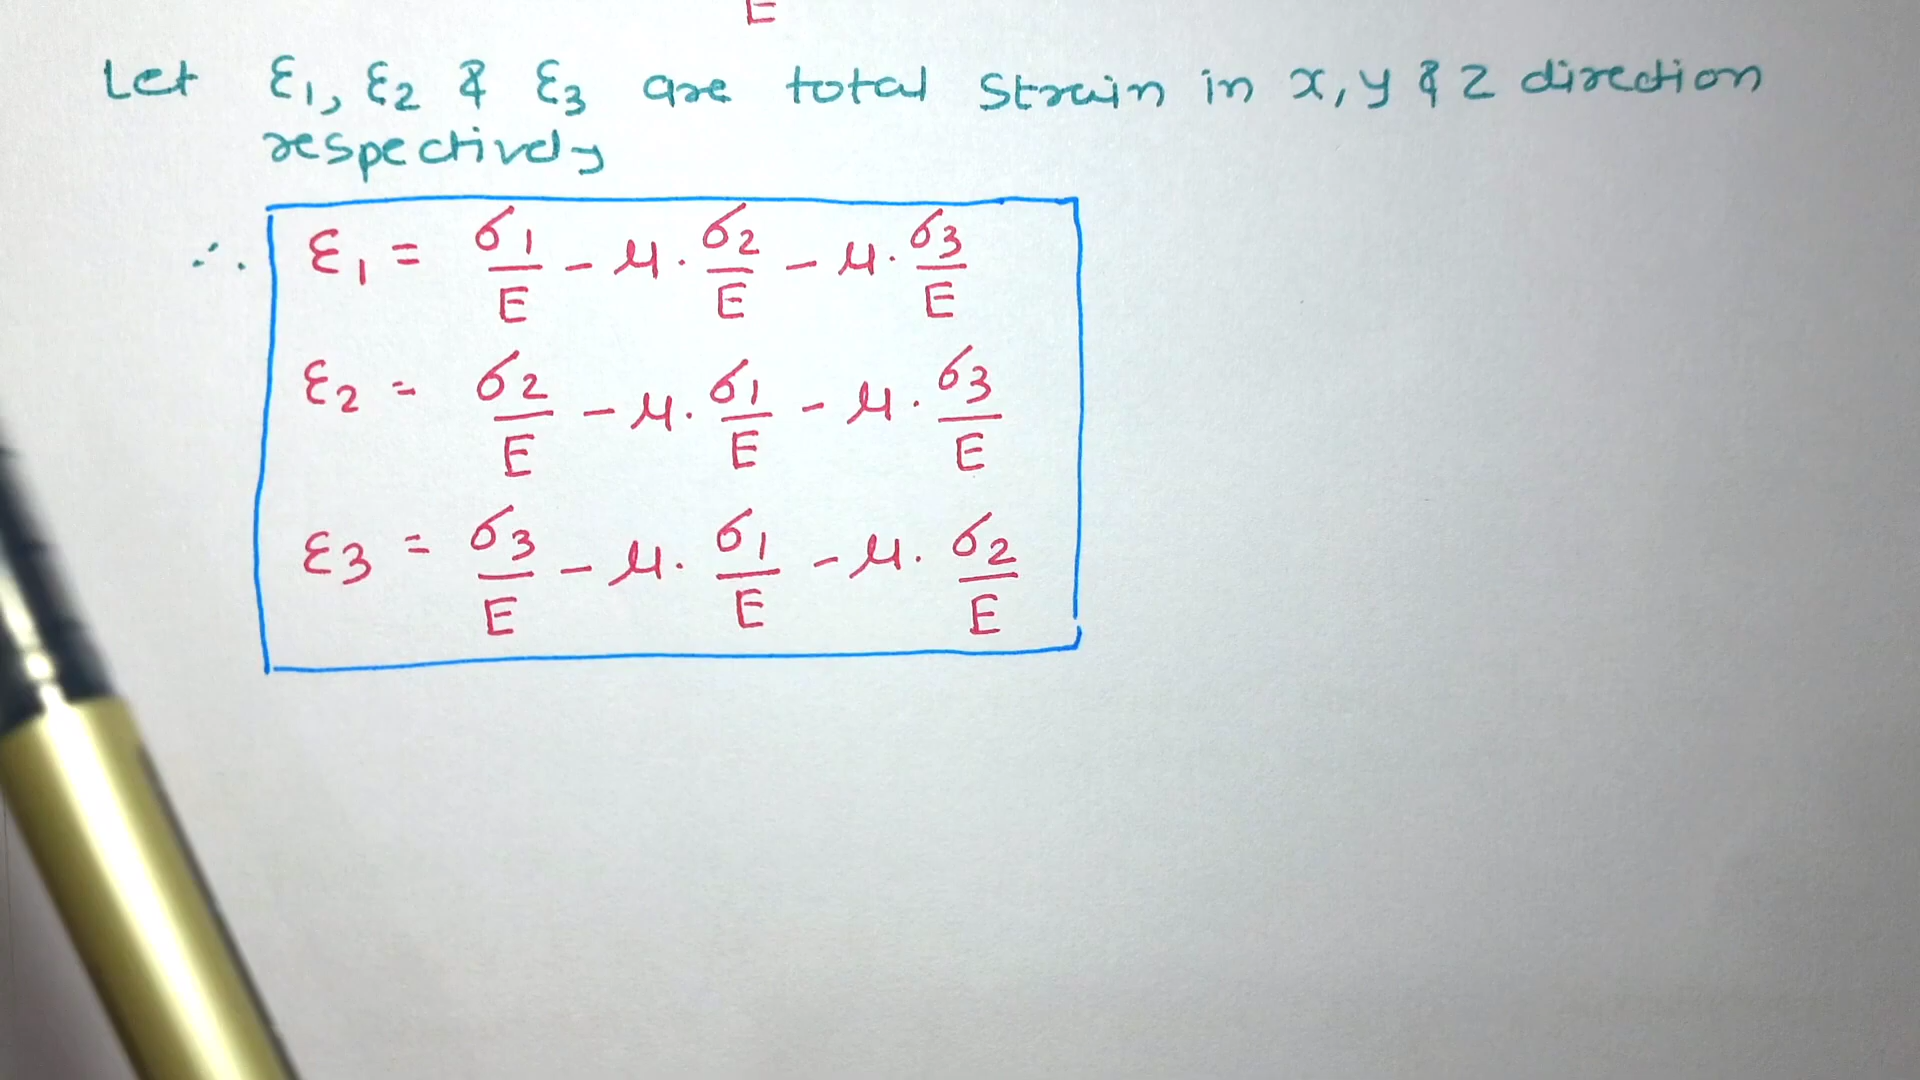 E
Let ε1, ε2 & ε3 are total strain in x, y & z direction
respectively
∴ ε1 = σ1/E - μ · σ2/E - μ · σ3/E
ε2 = σ2/E - μ · σ1/E - μ · σ3/E
ε3 = σ3/E - μ · σ1/E - μ · σ2/E